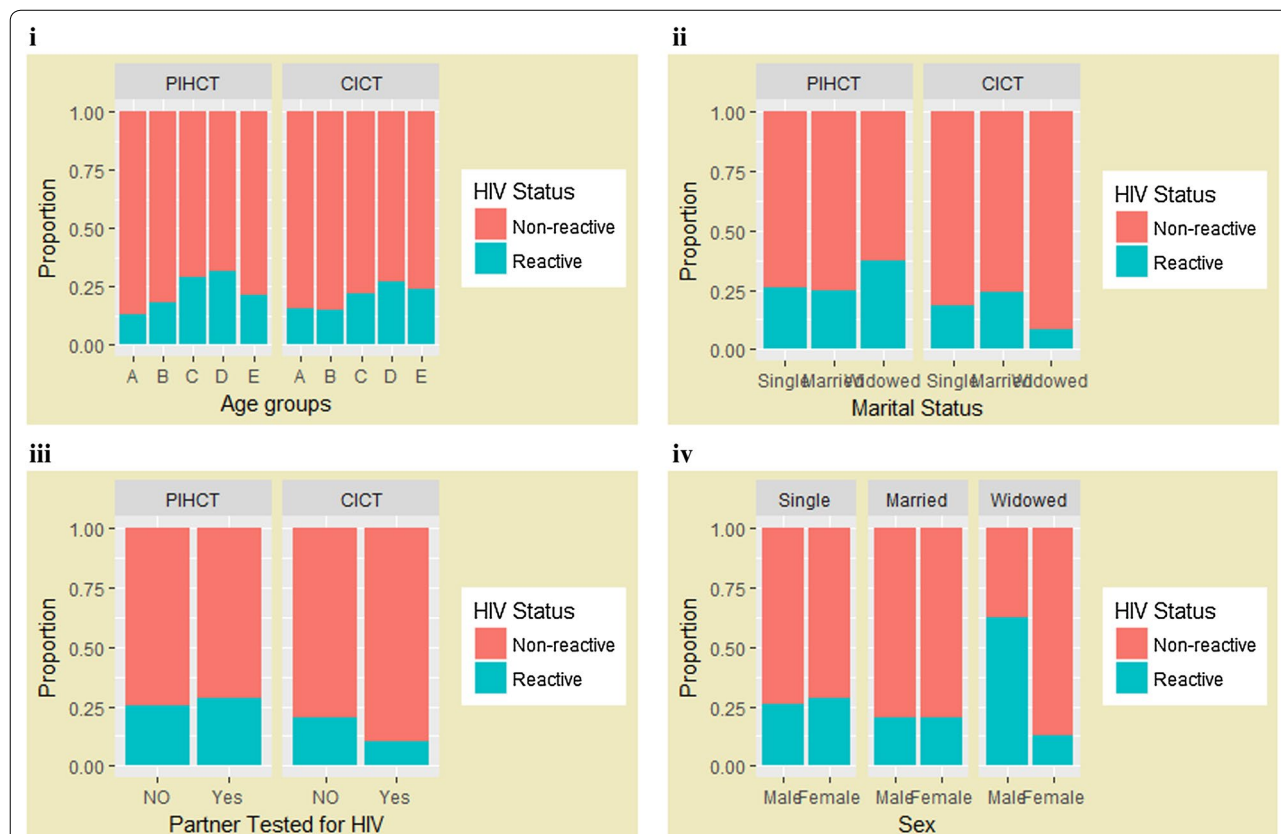 i
PIHCT CICT
1.00
0.75
0.50
0.25
0.00
Proportion
A B C D E A B C D E
Age groups
HIV Status
Non-reactive
Reactive
ii
PIHCT CICT
1.00
0.75
0.50
0.25
0.00
Proportion
Single Married Widowed Single Married Widowed
Marital Status
HIV Status
Non-reactive
Reactive
iii
PIHCT CICT
1.00
0.75
0.50
0.25
0.00
Proportion
NO Yes NO Yes
Partner Tested for HIV
HIV Status
Non-reactive
Reactive
iv
Single Married Widowed
1.00
0.75
0.50
0.25
0.00
Proportion
Male Female Male Female Male Female
Sex
HIV Status
Non-reactive
Reactive